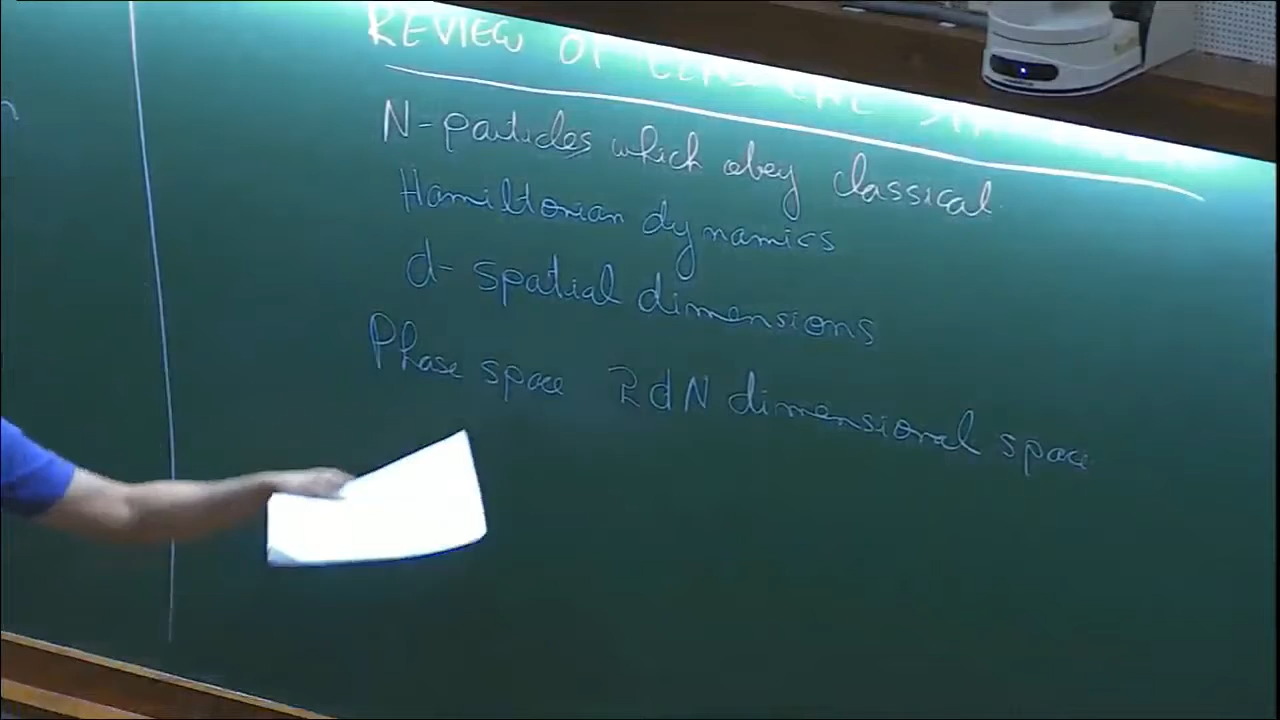 REVIEW OF
N-particles which obey classical
Hamiltonian dynamics
d- spatial dimensions
Phase space 2dN dimensional space